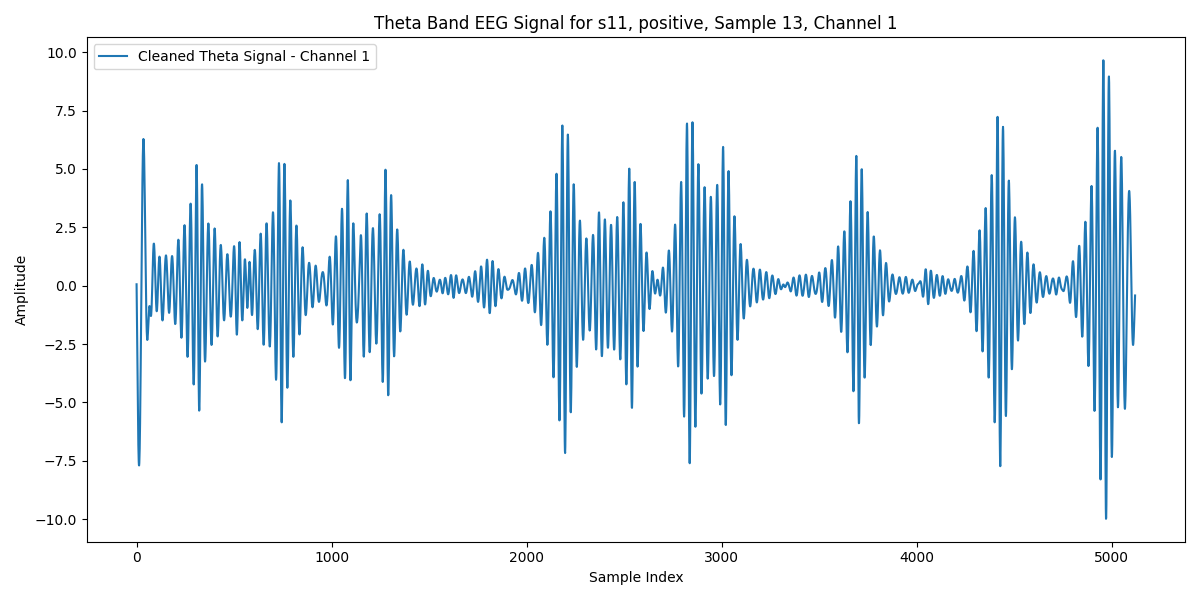 Theta Band EEG Signal for s11, positive, Sample 13, Channel 1
Cleaned Theta Signal - Channel 1
Amplitude
10.0
7.5
5.0
2.5
0.0
−2.5
−5.0
−7.5
−10.0
0 1000 2000 3000 4000 5000
Sample Index